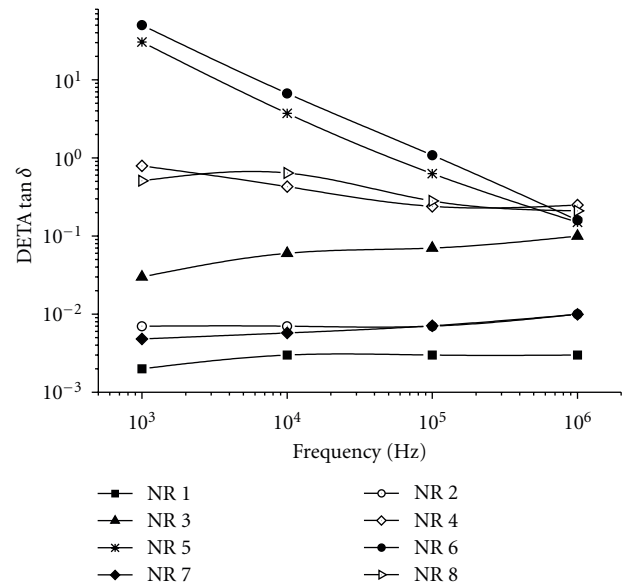 DETA tan δ
10¹
10⁰
10⁻¹
10⁻²
10⁻³
10³ 10⁴ 10⁵ 10⁶
Frequency (Hz)
NR 1 NR 2
NR 3 NR 4
NR 5 NR 6
NR 7 NR 8